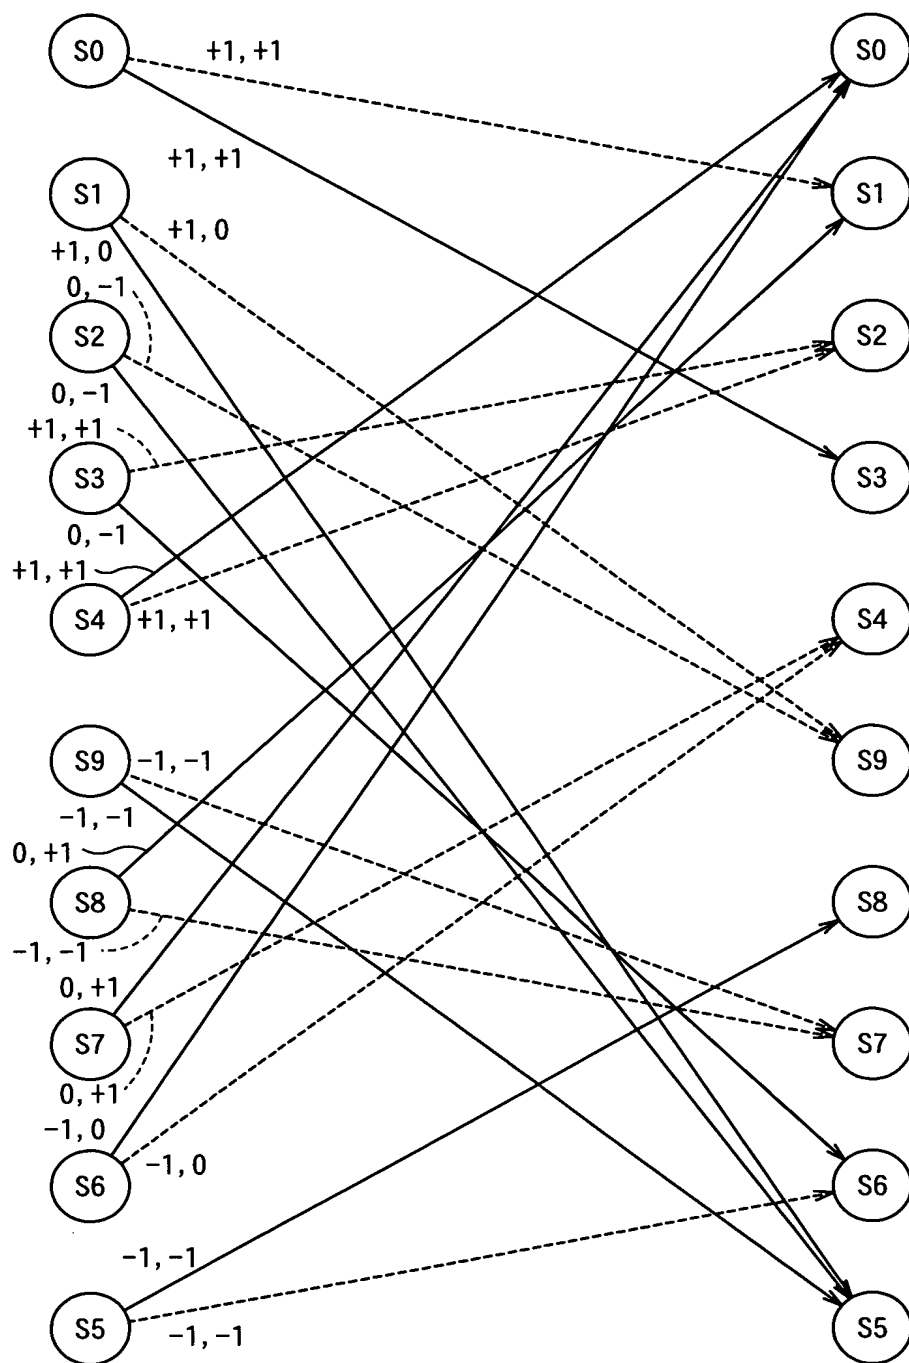 S0
+1, +1
S0
+1, +1
S1
S1
+1, 0
+1, 0
0, −1
S2
S2
0, −1
+1, +1
S3
S3
0, −1
+1, +1
S4
+1, +1
S4
S9
−1, −1
S9
−1, −1
0, +1
S8
S8
−1, −1
0, +1
S7
S7
0, +1
−1, 0
−1, 0
S6
S6
−1, −1
S5
−1, −1
S5